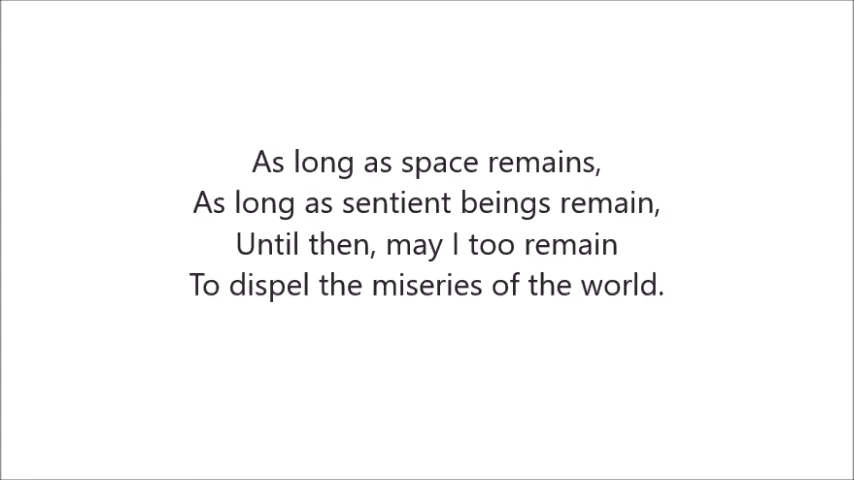 As long as space remains,
As long as sentient beings remain,
Until then, may I too remain
To dispel the miseries of the world.